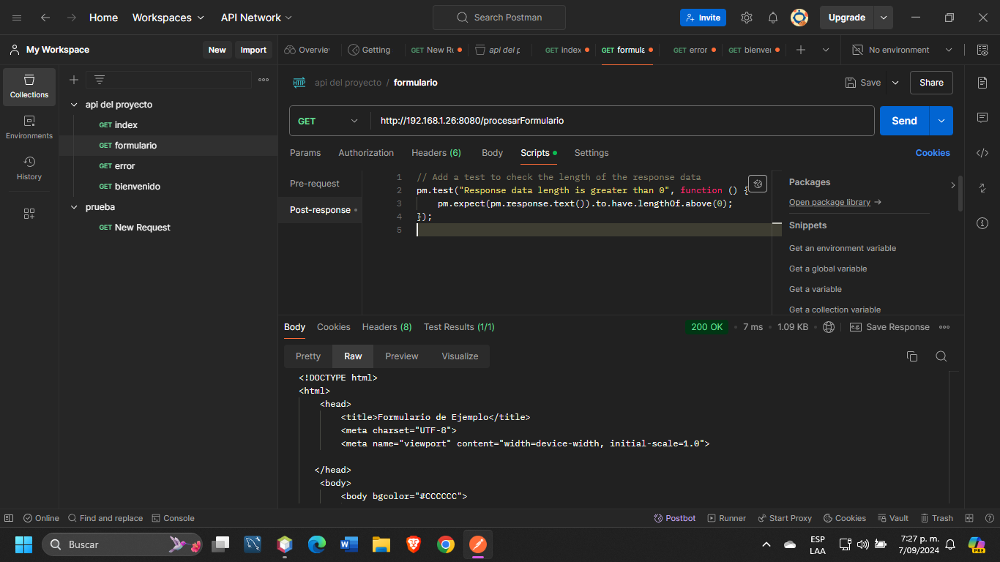 Home Workspaces API Network Search Postman Invite Upgrade
My Workspace New Import Overvie Getting GET New Re api del p GET index GET formula GET error GET bienver No environment
Collections
Environments
History
api del proyecto
GET index
GET formulario
GET error
GET bienvenido
prueba
GET New Request
HTTP api del proyecto / formulario Save Share
GET http://192.168.1.26:8080/procesarFormulario Send
Params Authorization Headers (6) Body Scripts Settings Cookies
Pre-request
Post-response
1 // Add a test to check the length of the response data
2 pm.test("Response data length is greater than 0", function () {
3 pm.expect(pm.response.text()).to.have.lengthOf.above(0);
4 });
5
Packages
Open package library →
Snippets
Get an environment variable
Get a global variable
Get a variable
Get a collection variable
Body Cookies Headers (8) Test Results (1/1) 200 OK 7 ms 1.09 KB e.g. Save Response
Pretty Raw Preview Visualize
<!DOCTYPE html>
<html>
<head>
<title>Formulario de Ejemplo</title>
<meta charset="UTF-8">
<meta name="viewport" content="width=device-width, initial-scale=1.0">
</head>
<body>
<body bgcolor="#CCCCCC">
Online Find and replace Console Postbot Runner Start Proxy Cookies Vault Trash
Buscar ESP 7:27 p. m.
LAA 7/09/2024 PRE